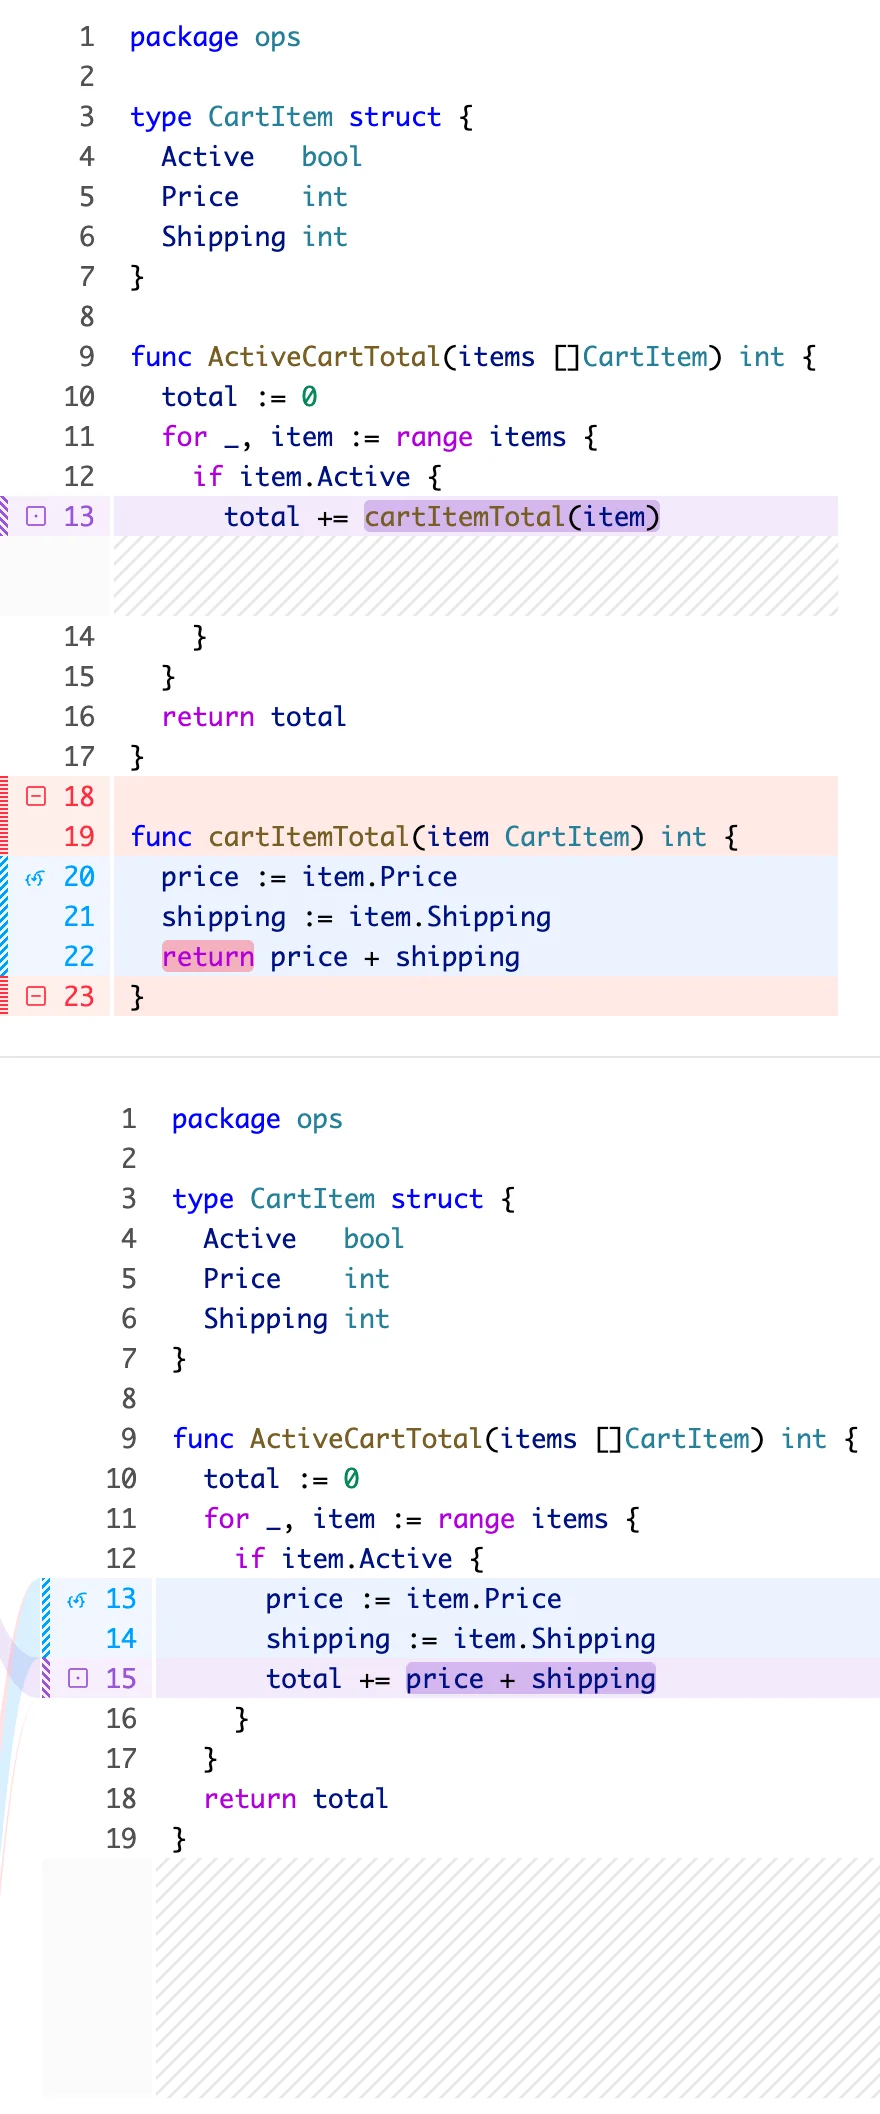 1 package ops
2
3 type CartItem struct {
4   Active   bool
5   Price    int
6   Shipping int
7 }
8
9 func ActiveCartTotal(items []CartItem) int {
10   total := 0
11   for _, item := range items {
12     if item.Active {
13       total += cartItemTotal(item)
14     }
15   }
16   return total
17 }
18
19 func cartItemTotal(item CartItem) int {
20   price := item.Price
21   shipping := item.Shipping
22   return price + shipping
23 }
1 package ops
2
3 type CartItem struct {
4   Active   bool
5   Price    int
6   Shipping int
7 }
8
9 func ActiveCartTotal(items []CartItem) int {
10   total := 0
11   for _, item := range items {
12     if item.Active {
13       price := item.Price
14       shipping := item.Shipping
15       total += price + shipping
16     }
17   }
18   return total
19 }